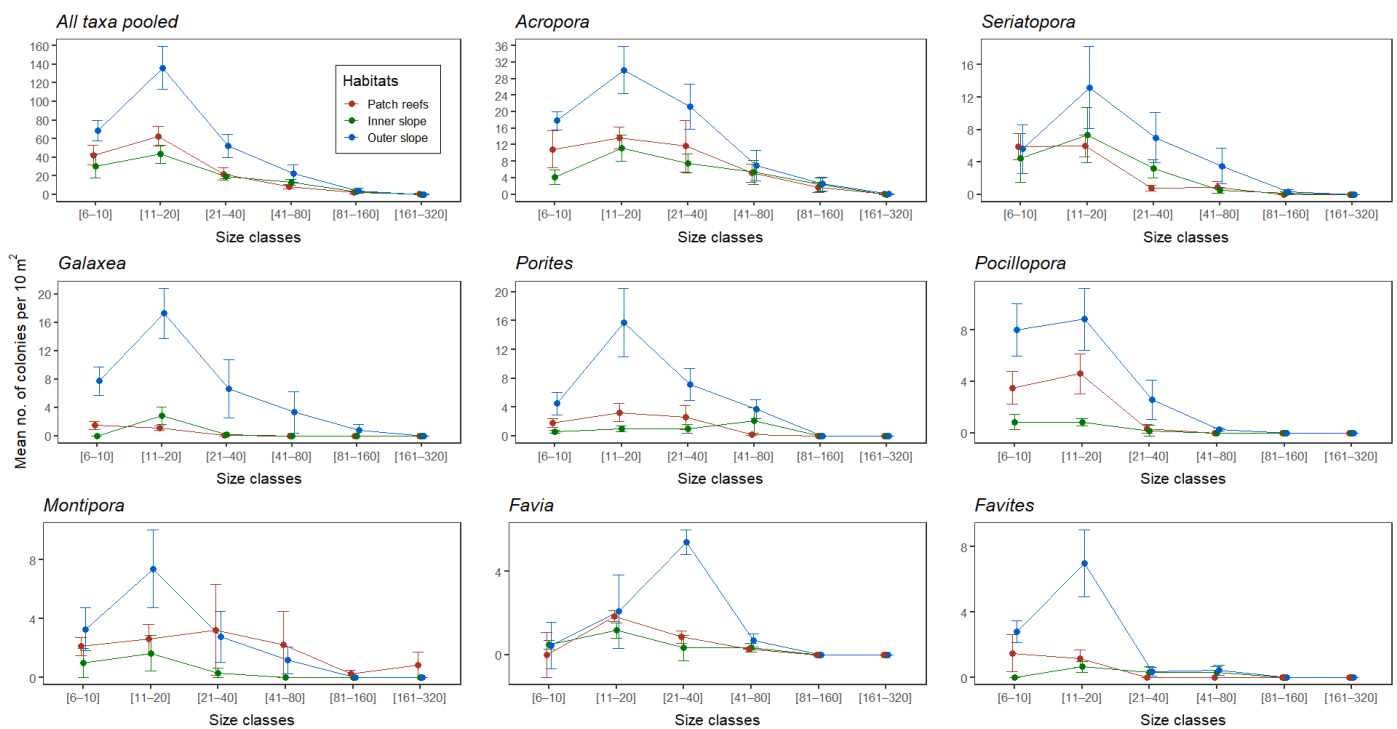 All taxa pooled
160
140
120
100
80
60
40
20
0
Habitats
Patch reefs
Inner slope
Outer slope
[6–10] [11–20] [21–40] [41–80] [81–160] [161–320]
Size classes
Acropora
36
32
28
24
20
16
12
8
4
0
[6–10] [11–20] [21–40] [41–80] [81–160] [161–320]
Size classes
Seriatopora
16
12
8
4
0
[6–10] [11–20] [21–40] [41–80] [81–160] [161–320]
Size classes
Mean no. of colonies per 10 m²
Galaxea
20
16
12
8
4
0
[6–10] [11–20] [21–40] [41–80] [81–160] [161–320]
Size classes
Porites
20
16
12
8
4
0
[6–10] [11–20] [21–40] [41–80] [81–160] [161–320]
Size classes
Pocillopora
8
4
0
[6–10] [11–20] [21–40] [41–80] [81–160] [161–320]
Size classes
Montipora
8
4
0
[6–10] [11–20] [21–40] [41–80] [81–160] [161–320]
Size classes
Favia
4
0
[6–10] [11–20] [21–40] [41–80] [81–160] [161–320]
Size classes
Favites
8
4
0
[6–10] [11–20] [21–40] [41–80] [81–160] [161–320]
Size classes